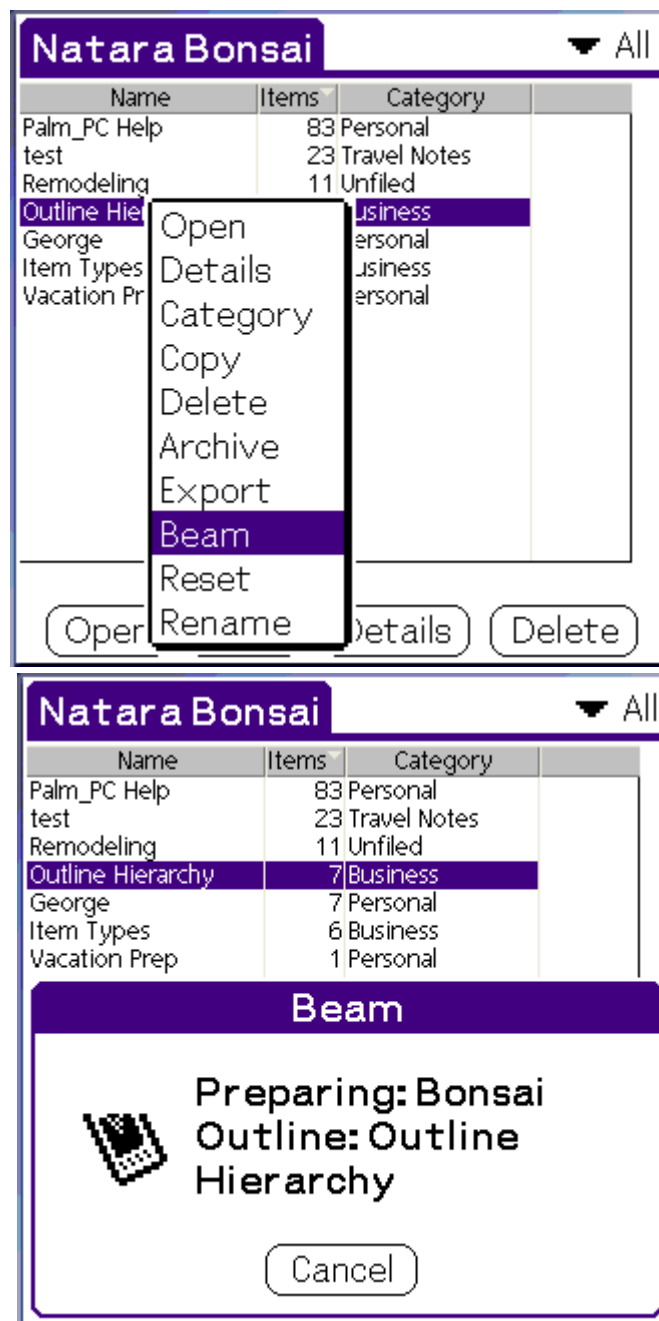 Natara Bonsai All
Name Items Category
Palm_PC Help 83 Personal
test 23 Travel Notes
Remodeling 11 Unfiled
Outline Hie usiness
George ersonal
Item Types usiness
Vacation Pr ersonal
Open
Details
Category
Copy
Delete
Archive
Export
Beam
Reset
Rename
Open Details Delete
Natara Bonsai All
Name Items Category
Palm_PC Help 83 Personal
test 23 Travel Notes
Remodeling 11 Unfiled
Outline Hierarchy 7 Business
George 7 Personal
Item Types 6 Business
Vacation Prep 1 Personal
Beam
Preparing: Bonsai
Outline: Outline
Hierarchy
Cancel